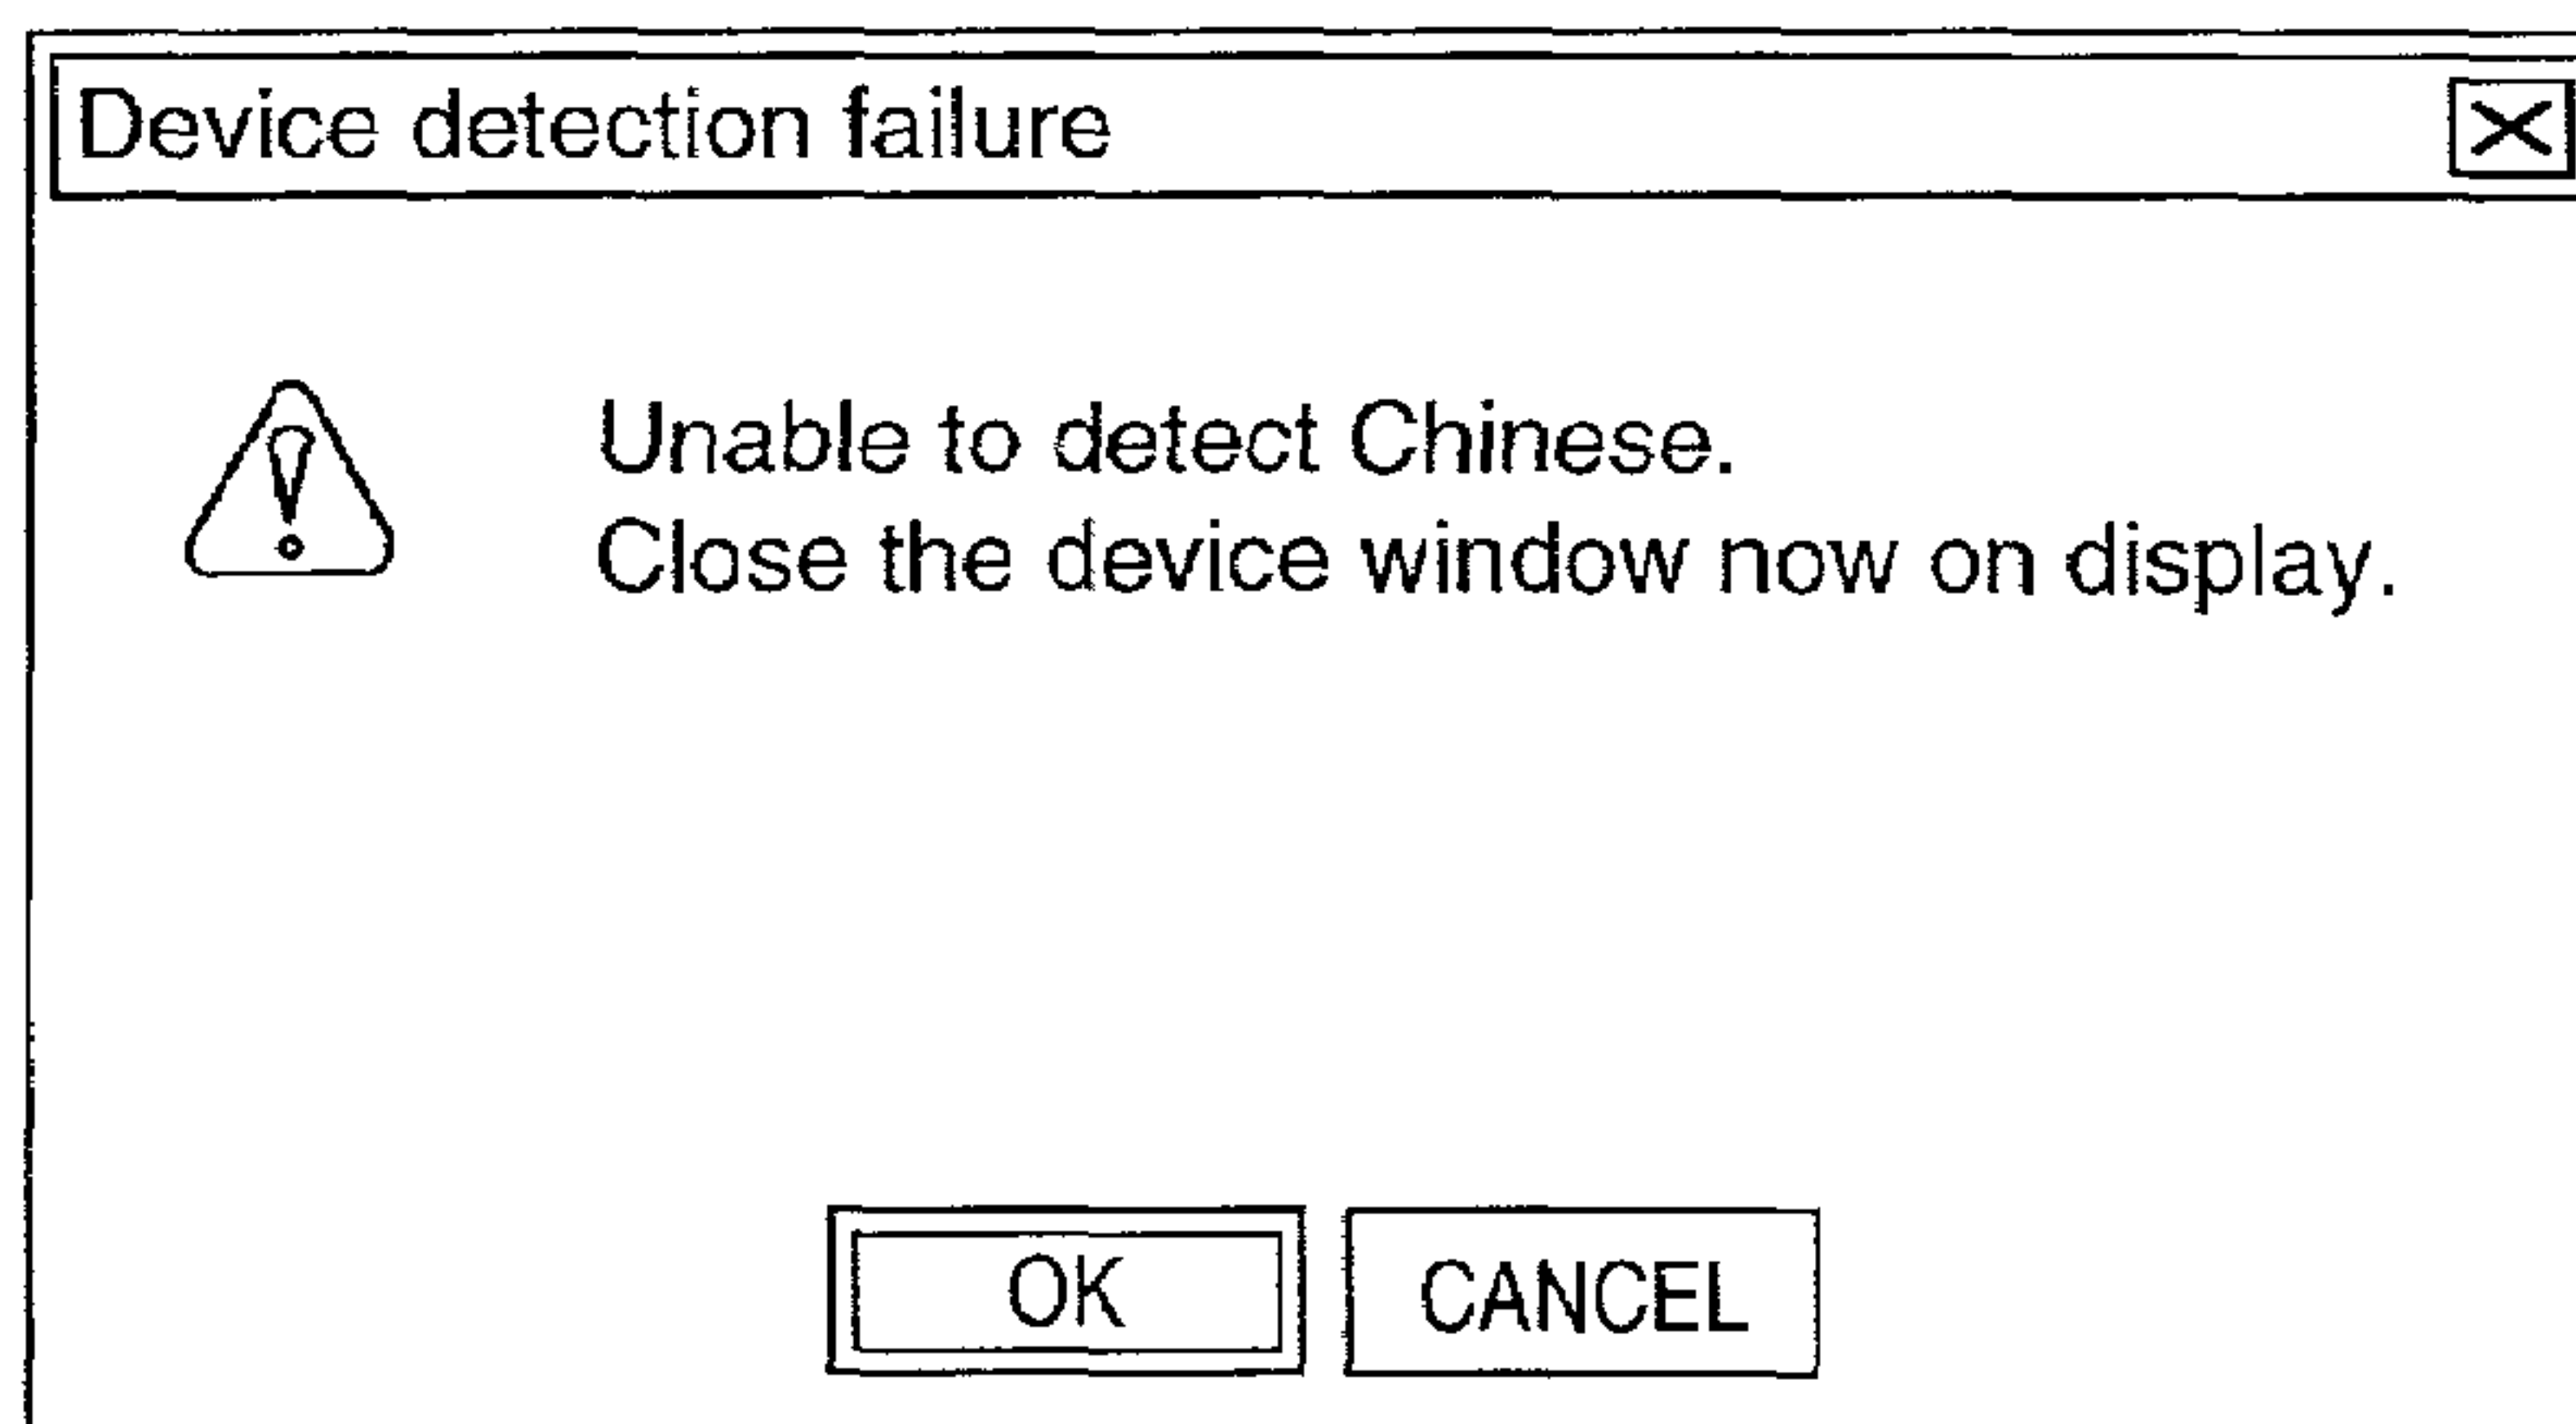 Device detection failure
Unable to detect Chinese.
Close the device window now on display.
OK
CANCEL